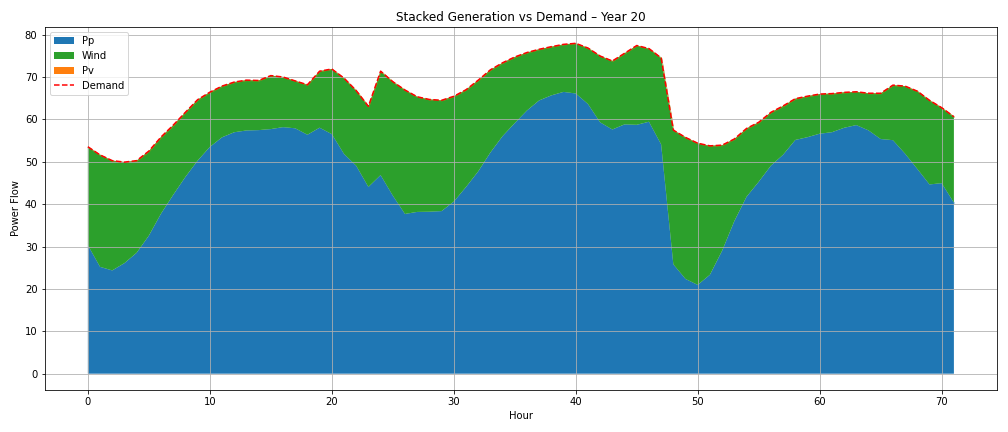 Stacked Generation vs Demand – Year 20
Pp
Wind
Pv
Demand
Power Flow
80
70
60
50
40
30
20
10
0
0 10 20 30 40 50 60 70
Hour